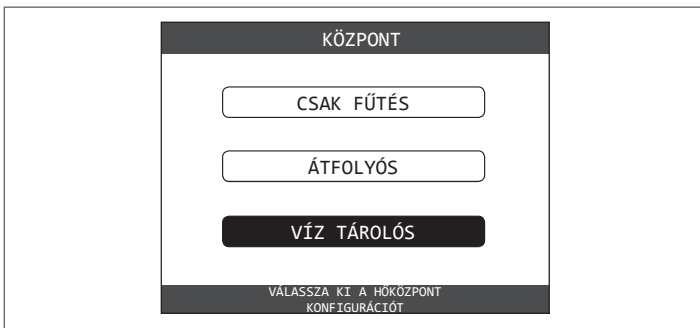 KÖZPONT
CSAK FŰTÉS
ÁTFOLYÓS
VÍZ TÁROLÓS
VÁLASSZA KI A HŐKÖZPONT
KONFIGURÁCIÓT